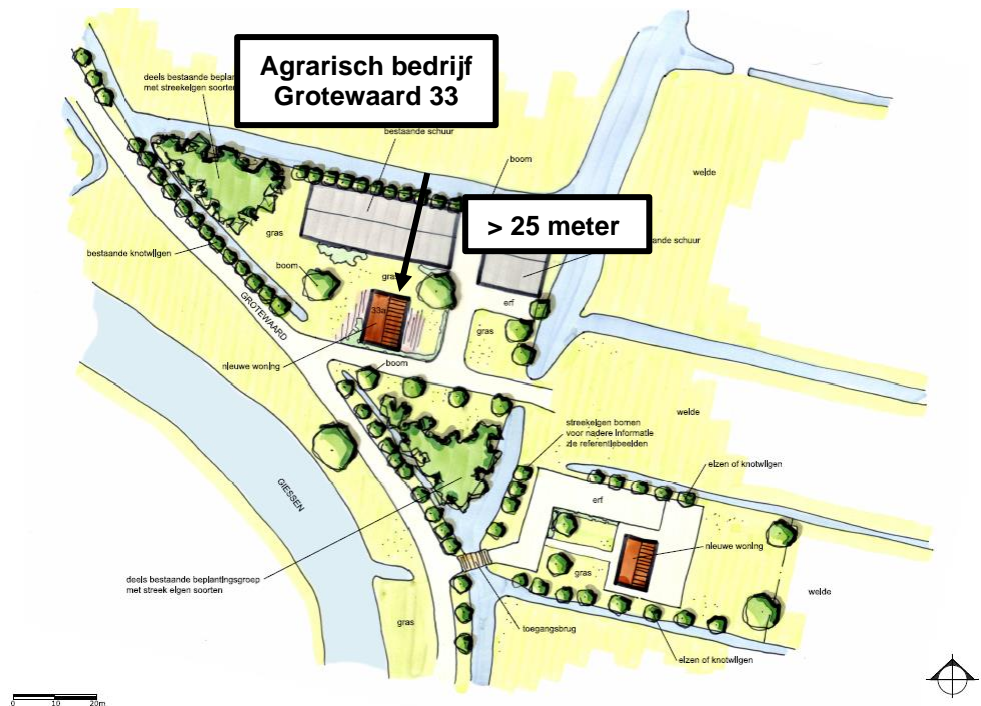 Agrarisch bedrijf
Grotewaard 33
deels bestaande beplan
met streekeigen soorten
bestaande schuur
boom
weide
> 25 meter
ande schuur
gras
bestaande knotwilgen
boom
gras
erf
33a
GROTEWAARD
gras
nieuwe woning
boom
weide
streekeigen bomen
voor nadere informatie
zie referentiebeelden
elzen of knotwilgen
erf
GIESSEN
nieuwe woning
gras
deels bestaande beplantingsgroep
met streek eigen soorten
weide
gras
toegangsbrug
elzen of knotwilgen
0 10 20m